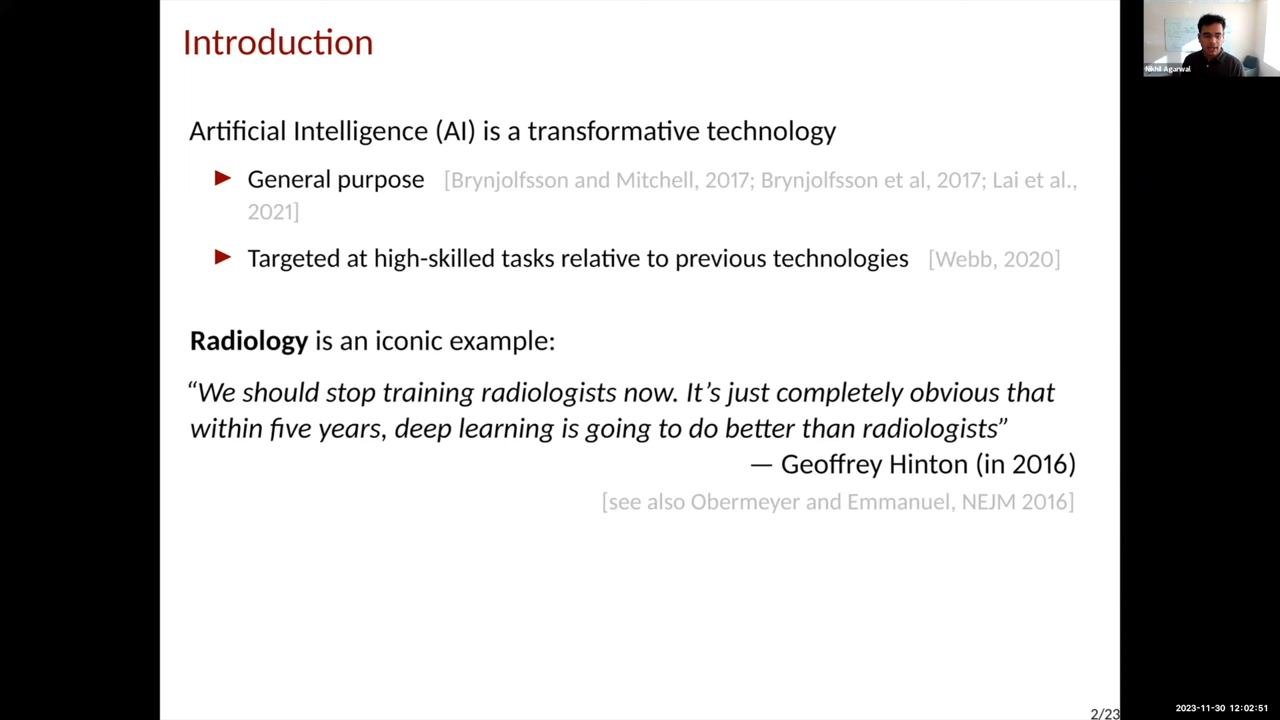 Introduction
Nikhil Agarwal
Artificial Intelligence (AI) is a transformative technology
General purpose [Brynjolfsson and Mitchell, 2017; Brynjolfsson et al, 2017; Lai et al.,
2021]
Targeted at high-skilled tasks relative to previous technologies [Webb, 2020]
Radiology is an iconic example:
“We should stop training radiologists now. It’s just completely obvious that
within five years, deep learning is going to do better than radiologists”
— Geoffrey Hinton (in 2016)
[see also Obermeyer and Emmanuel, NEJM 2016]
2/23
2023-11-30 12:02:51